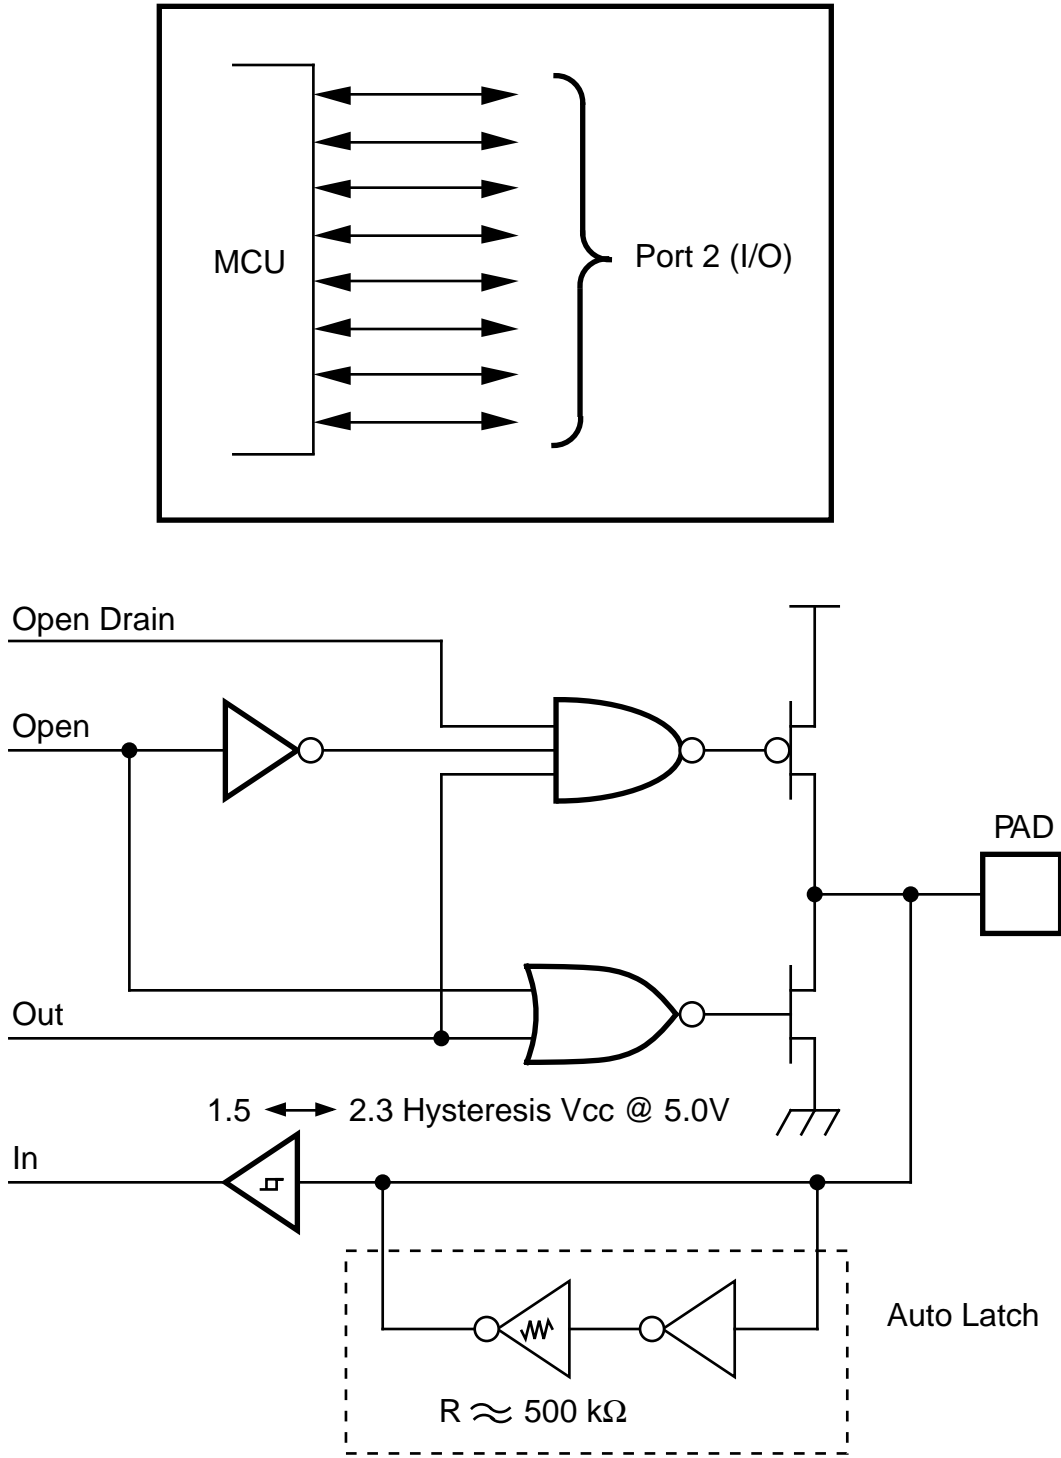 MCU
Port 2 (I/O)
Open Drain
Open
PAD
Out
1.5 2.3 Hysteresis Vcc @ 5.0V
In
Auto Latch
R ≈ 500 kΩ